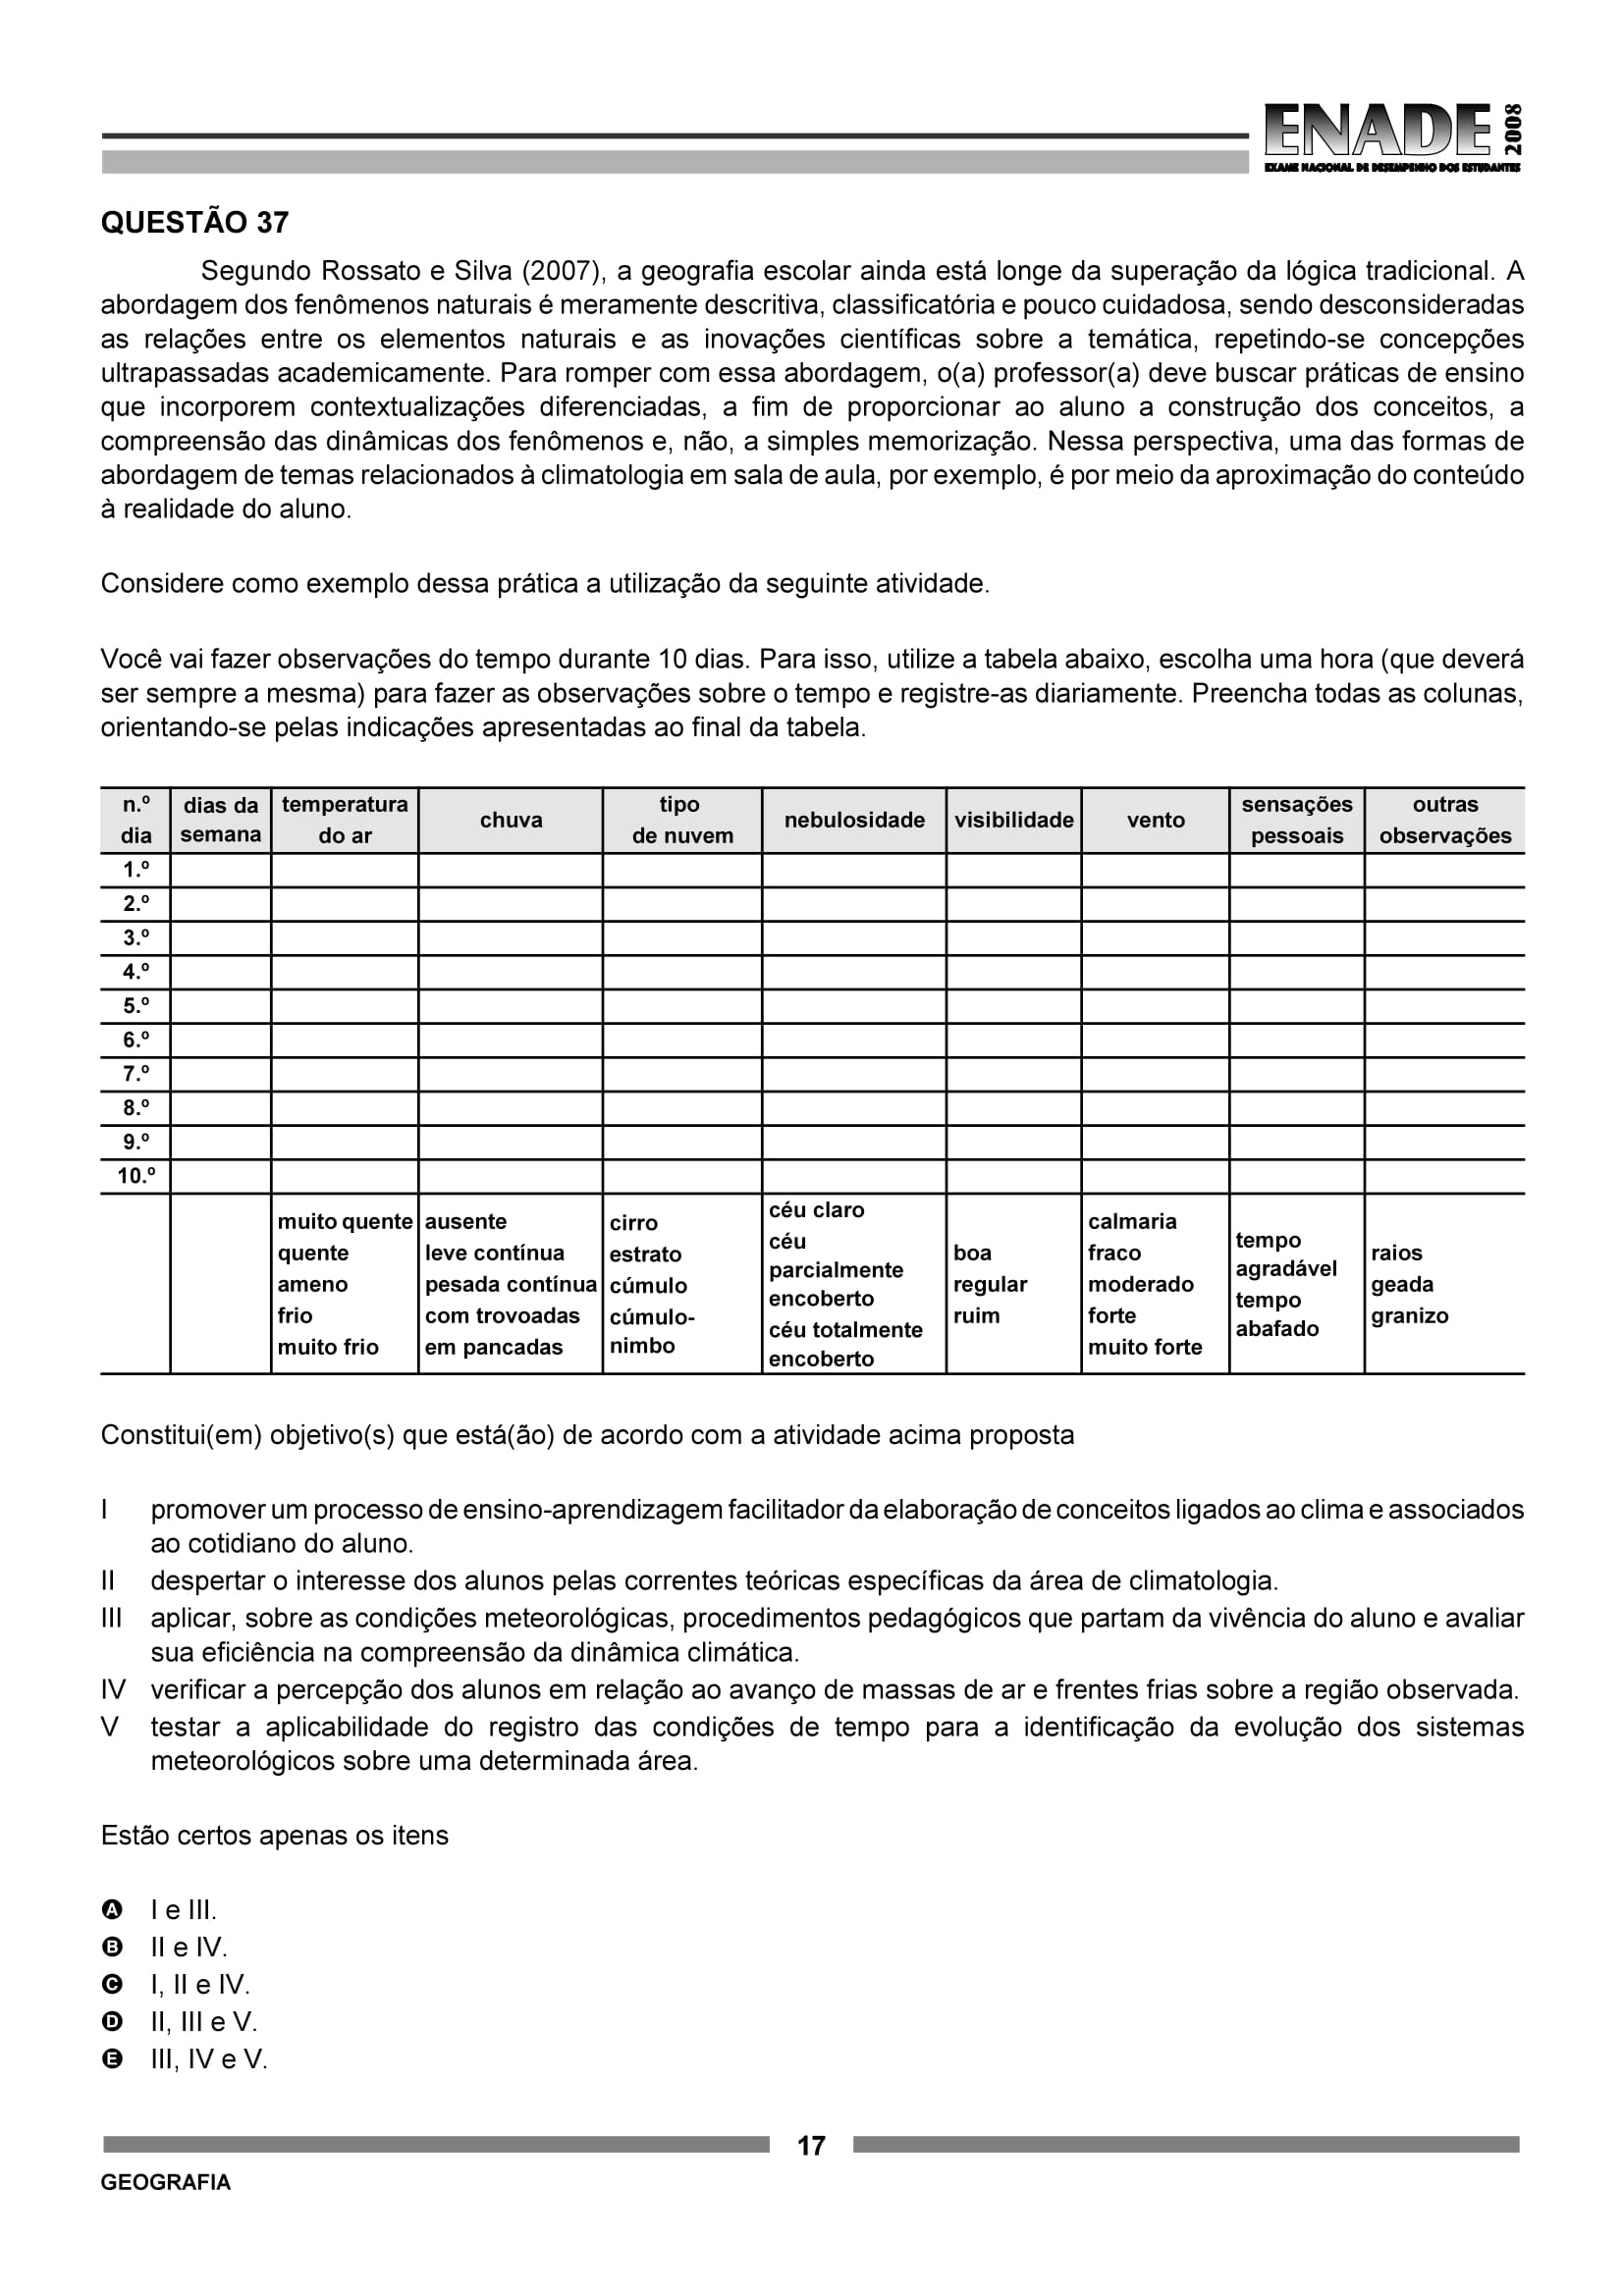 ENADE 2008
EXAME NACIONAL DE DESEMPENHO DOS ESTUDANTES
QUESTÃO 37
Segundo Rossato e Silva (2007), a geografia escolar ainda está longe da superação da lógica tradicional. A
abordagem dos fenômenos naturais é meramente descritiva, classificatória e pouco cuidadosa, sendo desconsideradas
as relações entre os elementos naturais e as inovações científicas sobre a temática, repetindo-se concepções
ultrapassadas academicamente. Para romper com essa abordagem, o(a) professor(a) deve buscar práticas de ensino
que incorporem contextualizações diferenciadas, a fim de proporcionar ao aluno a construção dos conceitos, a
compreensão das dinâmicas dos fenômenos e, não, a simples memorização. Nessa perspectiva, uma das formas de
abordagem de temas relacionados à climatologia em sala de aula, por exemplo, é por meio da aproximação do conteúdo
à realidade do aluno.
Considere como exemplo dessa prática a utilização da seguinte atividade.
Você vai fazer observações do tempo durante 10 dias. Para isso, utilize a tabela abaixo, escolha uma hora (que deverá
ser sempre a mesma) para fazer as observações sobre o tempo e registre-as diariamente. Preencha todas as colunas,
orientando-se pelas indicações apresentadas ao final da tabela.
n.º dia
dias da semana
temperatura do ar
chuva
tipo de nuvem
nebulosidade
visibilidade
vento
sensações pessoais
outras observações
1.º
2.º
3.º
4.º
5.º
6.º
7.º
8.º
9.º
10.º
muito quente
quente
ameno
frio
muito frio
ausente
leve contínua
pesada contínua
com trovoadas
em pancadas
cirro
estrato
cúmulo
cúmulo-
nimbo
céu claro
céu
parcialmente
encoberto
céu totalmente
encoberto
boa
regular
ruim
calmaria
fraco
moderado
forte
muito forte
tempo
agradável
tempo
abafado
raios
geada
granizo
Constitui(em) objetivo(s) que está(ão) de acordo com a atividade acima proposta
I promover um processo de ensino-aprendizagem facilitador da elaboração de conceitos ligados ao clima e associados
ao cotidiano do aluno.
II despertar o interesse dos alunos pelas correntes teóricas específicas da área de climatologia.
III aplicar, sobre as condições meteorológicas, procedimentos pedagógicos que partam da vivência do aluno e avaliar
sua eficiência na compreensão da dinâmica climática.
IV verificar a percepção dos alunos em relação ao avanço de massas de ar e frentes frias sobre a região observada.
V testar a aplicabilidade do registro das condições de tempo para a identificação da evolução dos sistemas
meteorológicos sobre uma determinada área.
Estão certos apenas os itens
A I e III.
B II e IV.
C I, II e IV.
D II, III e V.
E III, IV e V.
17
GEOGRAFIA